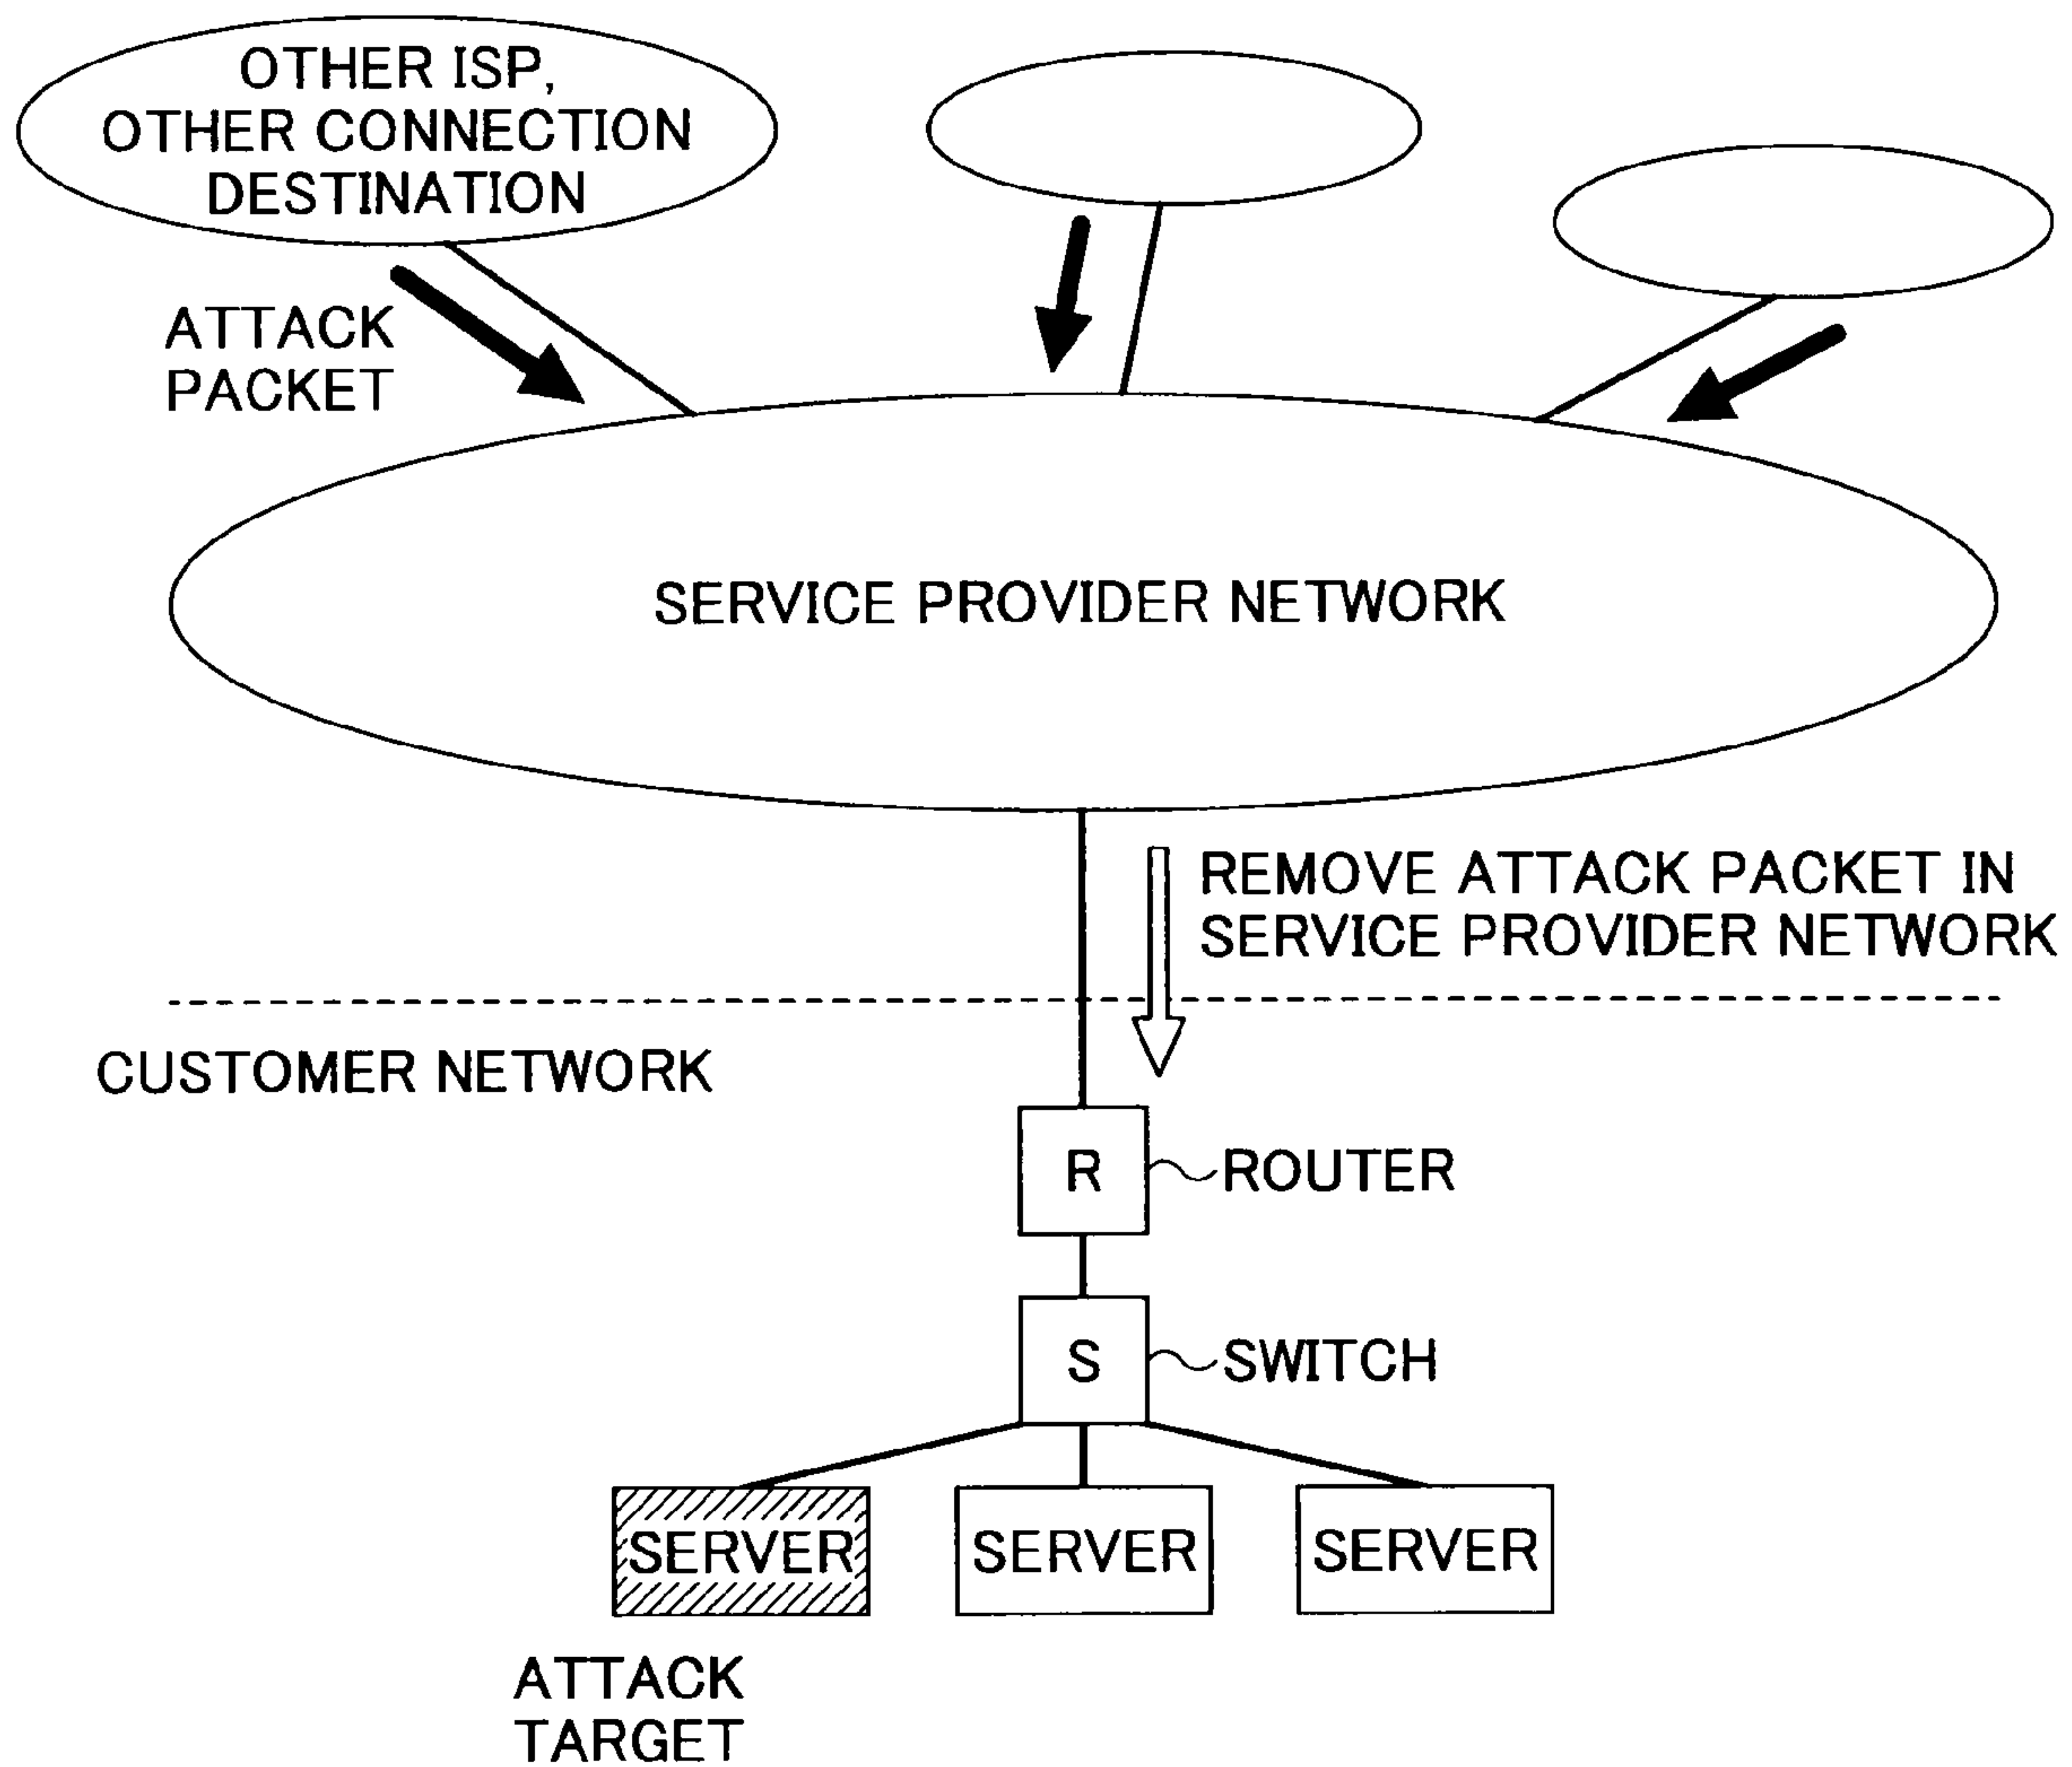 OTHER ISP,
OTHER CONNECTION
DESTINATION
ATTACK
PACKET
SERVICE PROVIDER NETWORK
REMOVE ATTACK PACKET IN
SERVICE PROVIDER NETWORK
CUSTOMER NETWORK
R
ROUTER
S
SWITCH
SERVER
SERVER
SERVER
ATTACK
TARGET